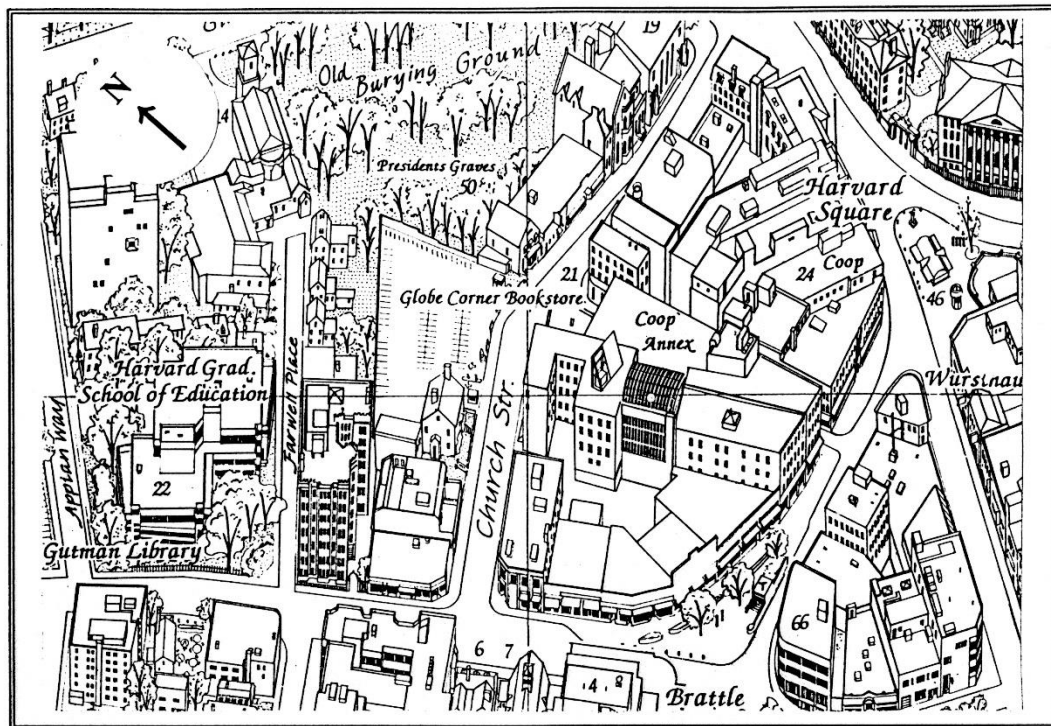 19
Old
Burying Ground
N
Presidents Graves
50
Harvard
Square
21
24
Coop
Globe Corner Bookstore
46
Coop
Annex
Harvard Grad.
School of Education
Farwell Place
Church Str.
Wursthau
Appian Way
22
Gutman Library
66
6
7
4
Brattle